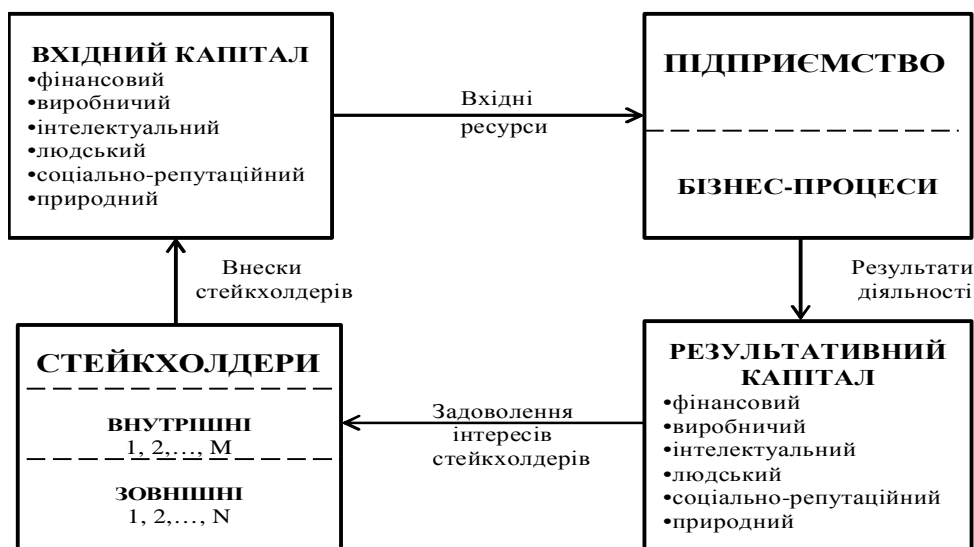 ВХІДНИЙ КАПІТАЛ
•фінансовий
•виробничий
•інтелектуальний
•людський
•соціально-репутаційний
•природний
Вхідні
ресурси
ПІДПРИЄМСТВО
БІЗНЕС-ПРОЦЕСИ
Внески
стейкхолдерів
Результати
діяльності
СТЕЙКХОЛДЕРИ
ВНУТРІШНІ
1, 2,…, M
ЗОВНІШНІ
1, 2,…, N
Задоволення
інтересів
стейкхолдерів
РЕЗУЛЬТАТИВНИЙ
КАПІТАЛ
•фінансовий
•виробничий
•інтелектуальний
•людський
•соціально-репутаційний
•природний